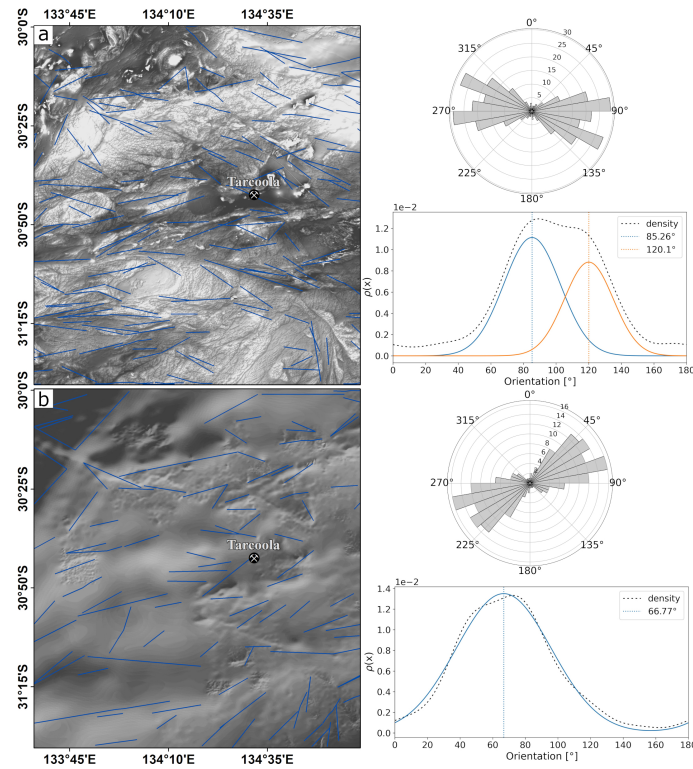 133°45'E 134°10'E 134°35'E
a
30°0'S
30°25'S
30°50'S
31°15'S
Tarcoola
0°
45°
90°
135°
180°
225°
270°
315°
5
10
15
20
25
30
1e−2
ρ(x)
1.2
1.0
0.8
0.6
0.4
0.2
0.0
density
85.26°
120.1°
0 20 40 60 80 100 120 140 160 180
Orientation [°]
b
30°0'S
30°25'S
30°50'S
31°15'S
Tarcoola
133°45'E 134°10'E 134°35'E
0°
45°
90°
135°
180°
225°
270°
315°
2
4
6
8
10
12
14
16
1e−2
ρ(x)
1.4
1.2
1.0
0.8
0.6
0.4
0.2
0.0
density
66.77°
0 20 40 60 80 100 120 140 160 180
Orientation [°]